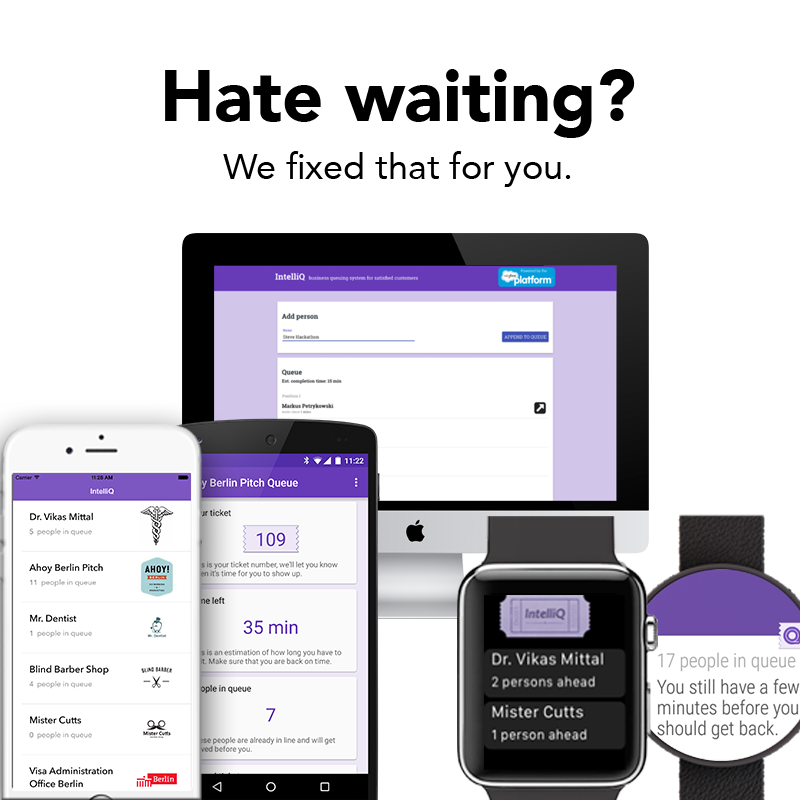 Hate waiting?
We fixed that for you.
IntelliQ Business queuing system for satisfied customers
Powered by the
platform
Add person
Name
Steve Hackathon
APPEND TO QUEUE
Queue
Est. completion time: 15 min
Position 1
Markus Petrykowski
Carrier 11:28 AM
IntelliQ
Dr. Vikas Mittal
5 people in queue
Ahoy Berlin Pitch
11 people in queue
AHOY!
BERLIN
Mr. Dentist
1 people in queue
Mr. Dentist
Blind Barber Shop
4 people in queue
BLIND BARBER
Mister Cutts
0 people in queue
Mister Cutts
Visa Administration
Office Berlin
Berlin
11:22
y Berlin Pitch Queue
ur ticket
109
s is your ticket number, we'll let you know
en it's time for you to show up.
me left
35 min
s is an estimation of how long you have to
t. Make sure that you are back on time.
ople in queue
7
ese people are already in line and will get
ved before you.
IntelliQ
Dr. Vikas Mittal
2 persons ahead
Mister Cutts
1 person ahead
17 people in queue
You still have a few
minutes before you
should get back.